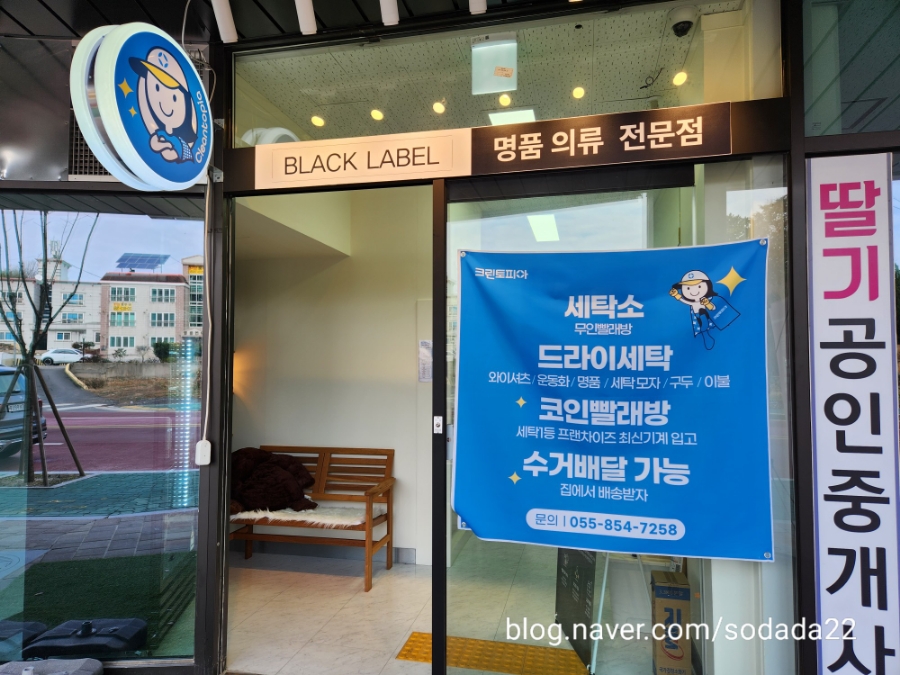 Cleantopia
BLACK LABEL
명품 의류 전문점
크린토피아
세탁소
무인빨래방
드라이세탁
와이셔츠 / 운동화 / 명품 / 세탁모자 / 구두 / 이불
코인빨래방
세탁1등 프랜차이즈 최신기계 입고
수거배달 가능
집에서 배송받자
문의 | 055-854-7258
딸기공인중개사
blog.naver.com/sodada22